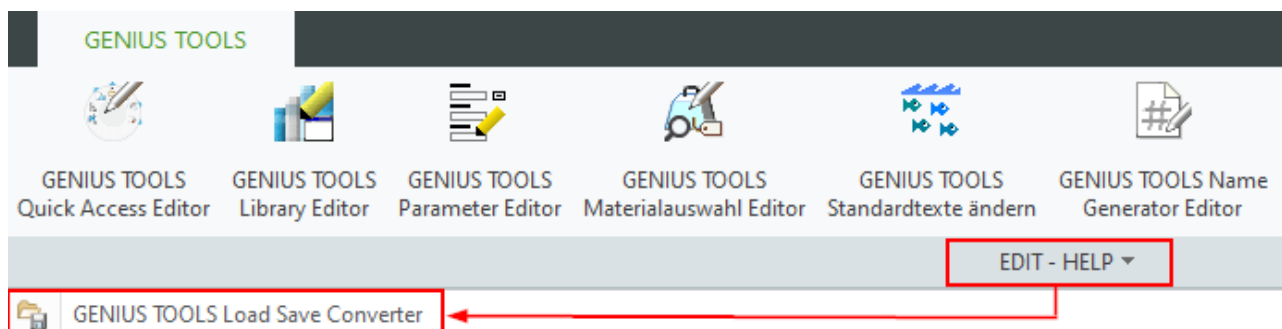 GENIUS TOOLS
GENIUS TOOLS
Quick Access Editor
GENIUS TOOLS
Library Editor
GENIUS TOOLS
Parameter Editor
GENIUS TOOLS
Materialauswahl Editor
GENIUS TOOLS
Standardtexte ändern
GENIUS TOOLS Name
Generator Editor
EDIT - HELP
GENIUS TOOLS Load Save Converter